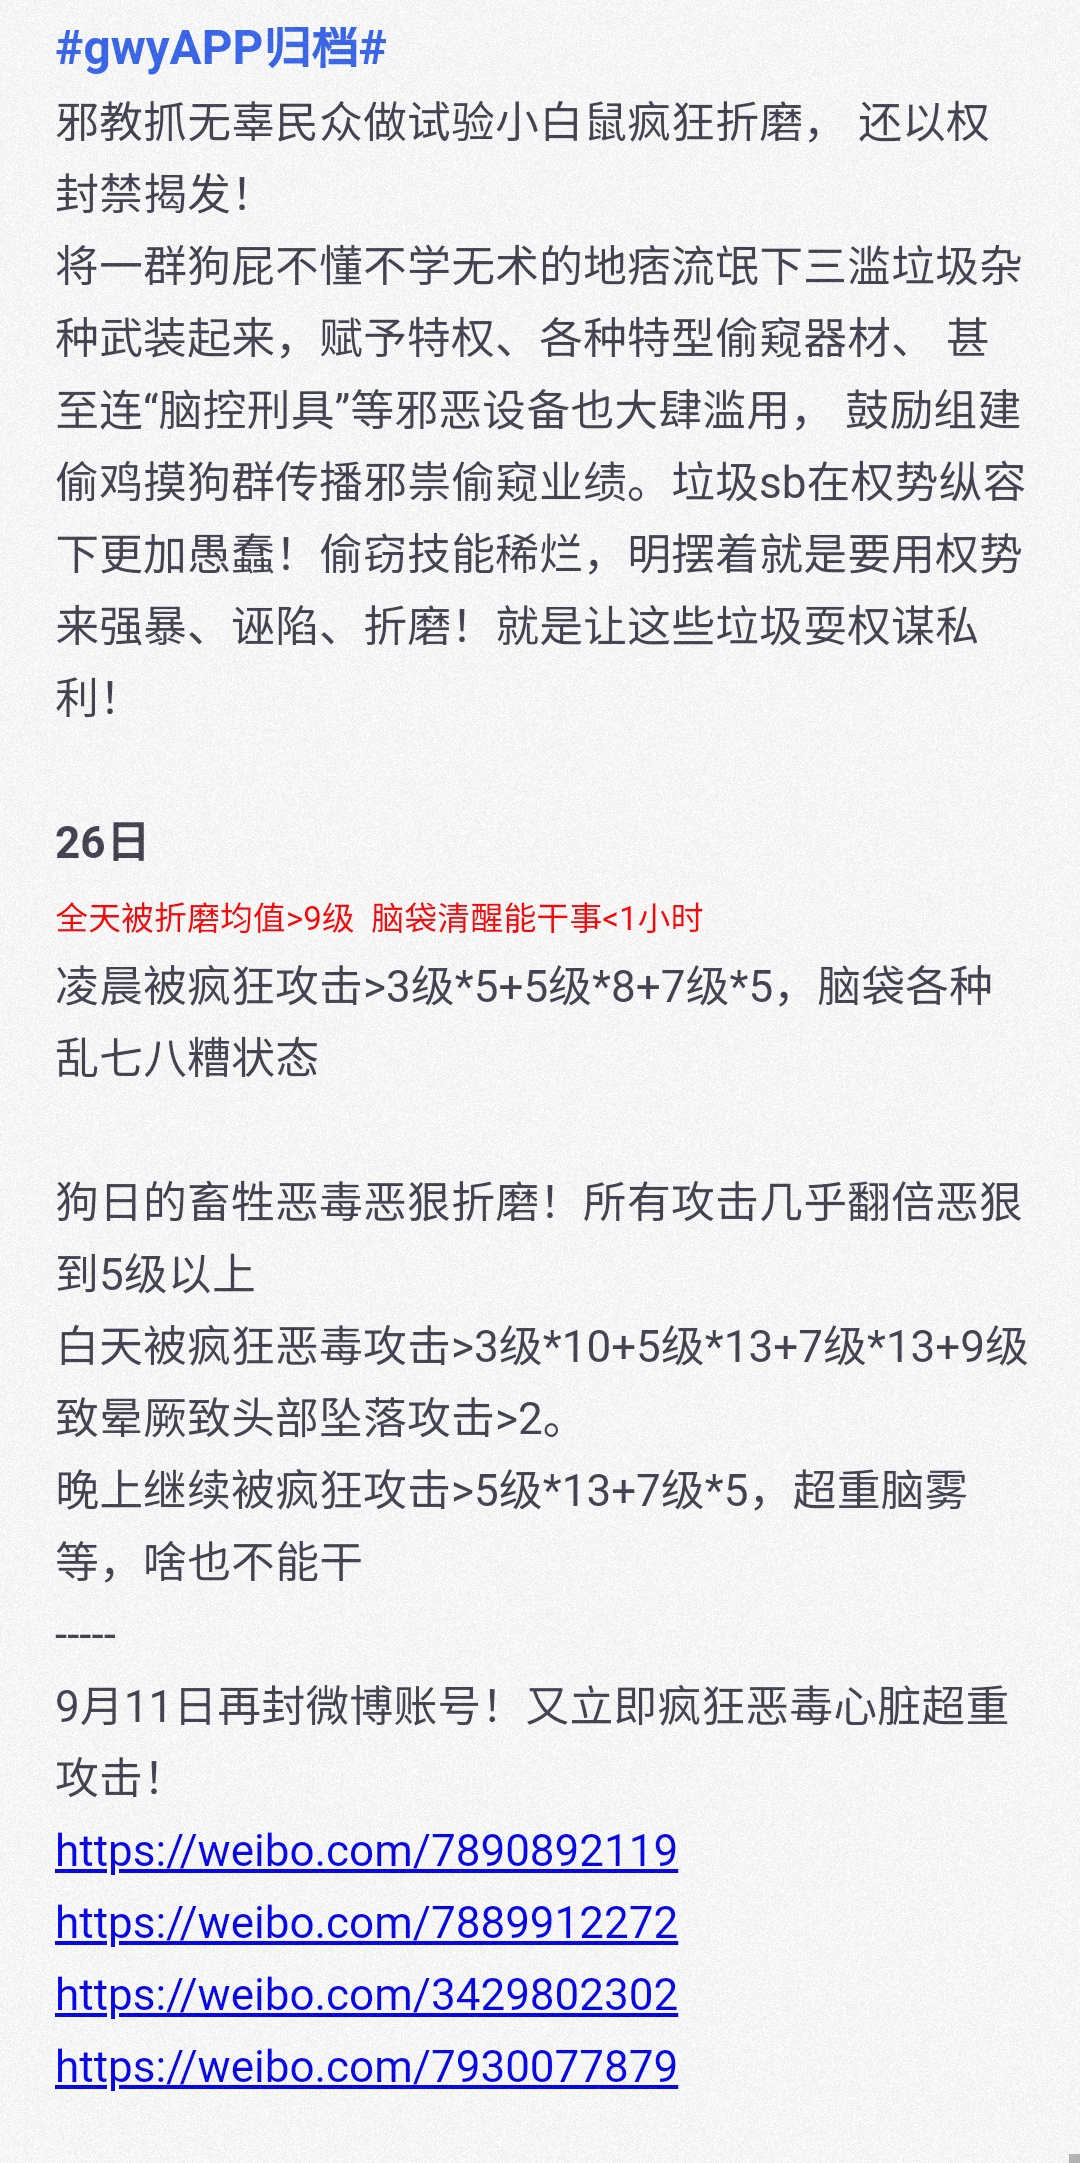 #gwyAPP归档#
邪教抓无辜民众做试验小白鼠疯狂折磨， 还以权
封禁揭发！
将一群狗屁不懂不学无术的地痞流氓下三滥垃圾杂
种武装起来，赋予特权、各种特型偷窥器材、 甚
至连“脑控刑具”等邪恶设备也大肆滥用， 鼓励组建
偷鸡摸狗群传播邪祟偷窥业绩。垃圾sb在权势纵容
下更加愚蠢！偷窃技能稀烂，明摆着就是要用权势
来强暴、诬陷、折磨！就是让这些垃圾耍权谋私
利！
26日
全天被折磨均值>9级 脑袋清醒能干事<1小时
凌晨被疯狂攻击>3级*5+5级*8+7级*5，脑袋各种
乱七八糟状态
狗日的畜牲恶毒恶狠折磨！所有攻击几乎翻倍恶狠
到5级以上
白天被疯狂恶毒攻击>3级*10+5级*13+7级*13+9级
致晕厥致头部坠落攻击>2。
晚上继续被疯狂攻击>5级*13+7级*5，超重脑雾
等，啥也不能干
-----
9月11日再封微博账号！又立即疯狂恶毒心脏超重
攻击！
https://weibo.com/7890892119
https://weibo.com/7889912272
https://weibo.com/3429802302
https://weibo.com/7930077879